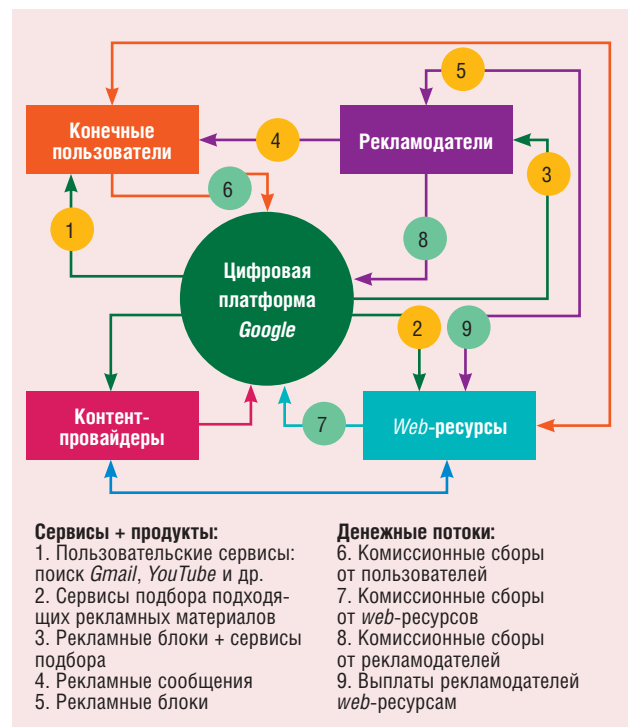 5
Конечные
пользователи
4
Рекламодатели
3
6
1
8
Цифровая
платформа
Google
2
9
Контент-
провайдеры
7
Web-ресурсы
Сервисы + продукты:
1. Пользовательские сервисы:
поиск Gmail, YouTube и др.
2. Сервисы подбора подходя-
щих рекламных материалов
3. Рекламные блоки + сервисы
подбора
4. Рекламные сообщения
5. Рекламные блоки
Денежные потоки:
6. Комиссионные сборы
от пользователей
7. Комиссионные сборы
от web-ресурсов
8. Комиссионные сборы
от рекламодателей
9. Выплаты рекламодателей
web-ресурсам